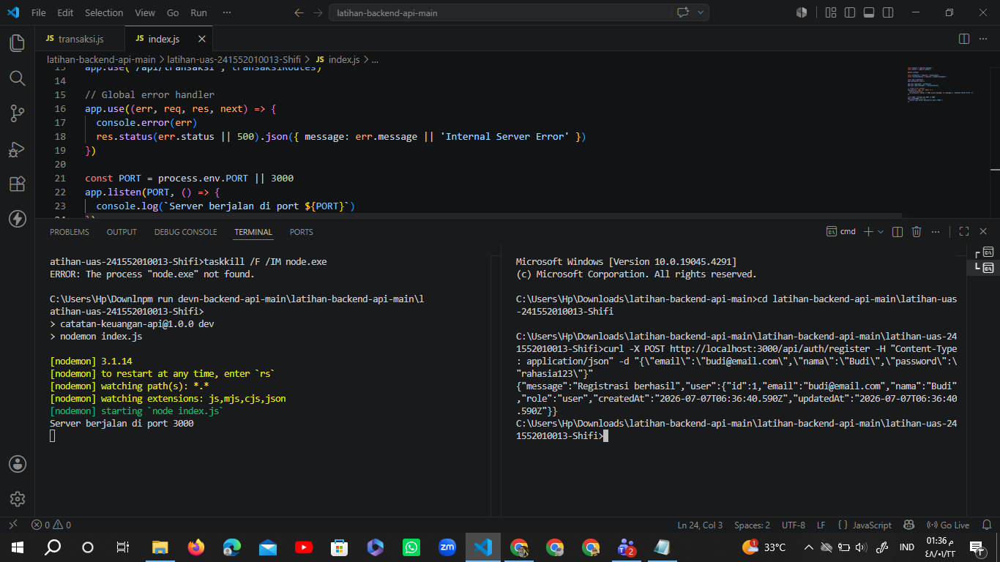 File Edit Selection View Go Run ···
latihan-backend-api-main
JS transaksi.js
JS index.js
latihan-backend-api-main > latihan-uas-241552010013-Shifi > JS index.js > ...
13 app.use('/api/transaksi', transaksiRoutes)
14
15 // Global error handler
16 app.use((err, req, res, next) => {
17 console.error(err)
18 res.status(err.status || 500).json({ message: err.message || 'Internal Server Error' })
19 })
20
21 const PORT = process.env.PORT || 3000
22 app.listen(PORT, () => {
23 console.log(`Server berjalan di port ${PORT}`)
24 })
PROBLEMS OUTPUT DEBUG CONSOLE TERMINAL PORTS
cmd
atihan-uas-241552010013-Shifi>taskkill /F /IM node.exe
ERROR: The process "node.exe" not found.
C:\Users\Hp\Downlnpm run devn-backend-api-main\latihan-backend-api-main\l
atihan-uas-241552010013-Shifi>
> catatan-keuangan-api@1.0.0 dev
> nodemon index.js
[nodemon] 3.1.14
[nodemon] to restart at any time, enter `rs`
[nodemon] watching path(s): *.*
[nodemon] watching extensions: js,mjs,cjs,json
[nodemon] starting `node index.js`
Server berjalan di port 3000
Microsoft Windows [Version 10.0.19045.4291]
(c) Microsoft Corporation. All rights reserved.
C:\Users\Hp\Downloads\latihan-backend-api-main>cd latihan-backend-api-main\latihan-uas
-241552010013-Shifi
C:\Users\Hp\Downloads\latihan-backend-api-main\latihan-backend-api-main\latihan-uas-24
1552010013-Shifi>curl -X POST http://localhost:3000/api/auth/register -H "Content-Type
: application/json" -d "{\"email\":\"budi@email.com\",\"nama\":\"Budi\",\"password\":\
"rahasia123\"}"
{"message":"Registrasi berhasil","user":{"id":1,"email":"budi@email.com","nama":"Budi"
,"role":"user","createdAt":"2026-07-07T06:36:40.590Z","updatedAt":"2026-07-07T06:36:40
.590Z"}}
C:\Users\Hp\Downloads\latihan-backend-api-main\latihan-backend-api-main\latihan-uas-24
1552010013-Shifi>
0 0
Ln 24, Col 3 Spaces: 2 UTF-8 LF { } JavaScript Go Live
zm
2
1
33°C
IND
01:36 م
٤٨/٠١/٢٢
٣